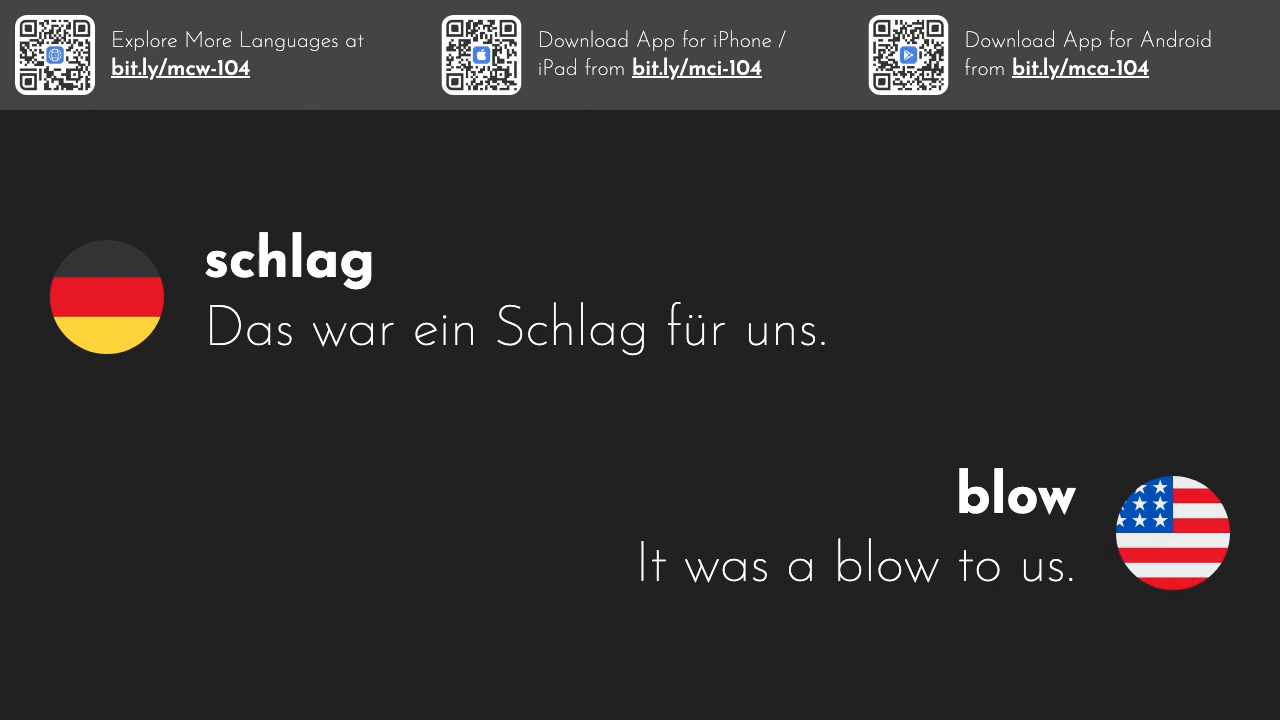 Explore More Languages at
bit.ly/mcw-104
Download App for iPhone /
iPad from bit.ly/mci-104
Download App for Android
from bit.ly/mca-104
schlag
Das war ein Schlag für uns.
blow
It was a blow to us.